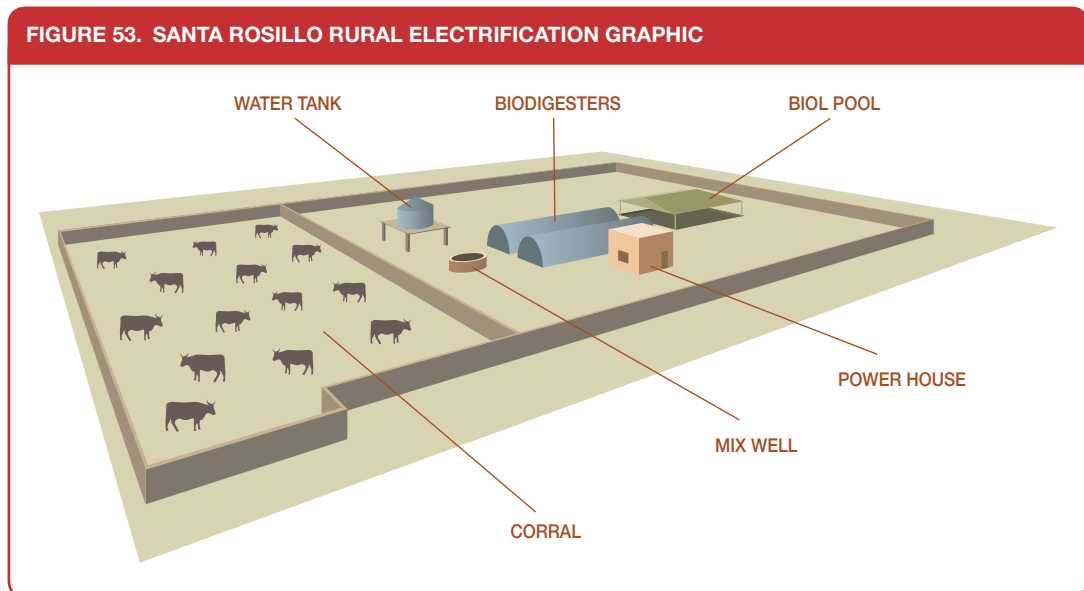 FIGURE 53. SANTA ROSILLO RURAL ELECTRIFICATION GRAPHIC
WATER TANK
BIODIGESTERS
BIOL POOL
POWER HOUSE
MIX WELL
CORRAL